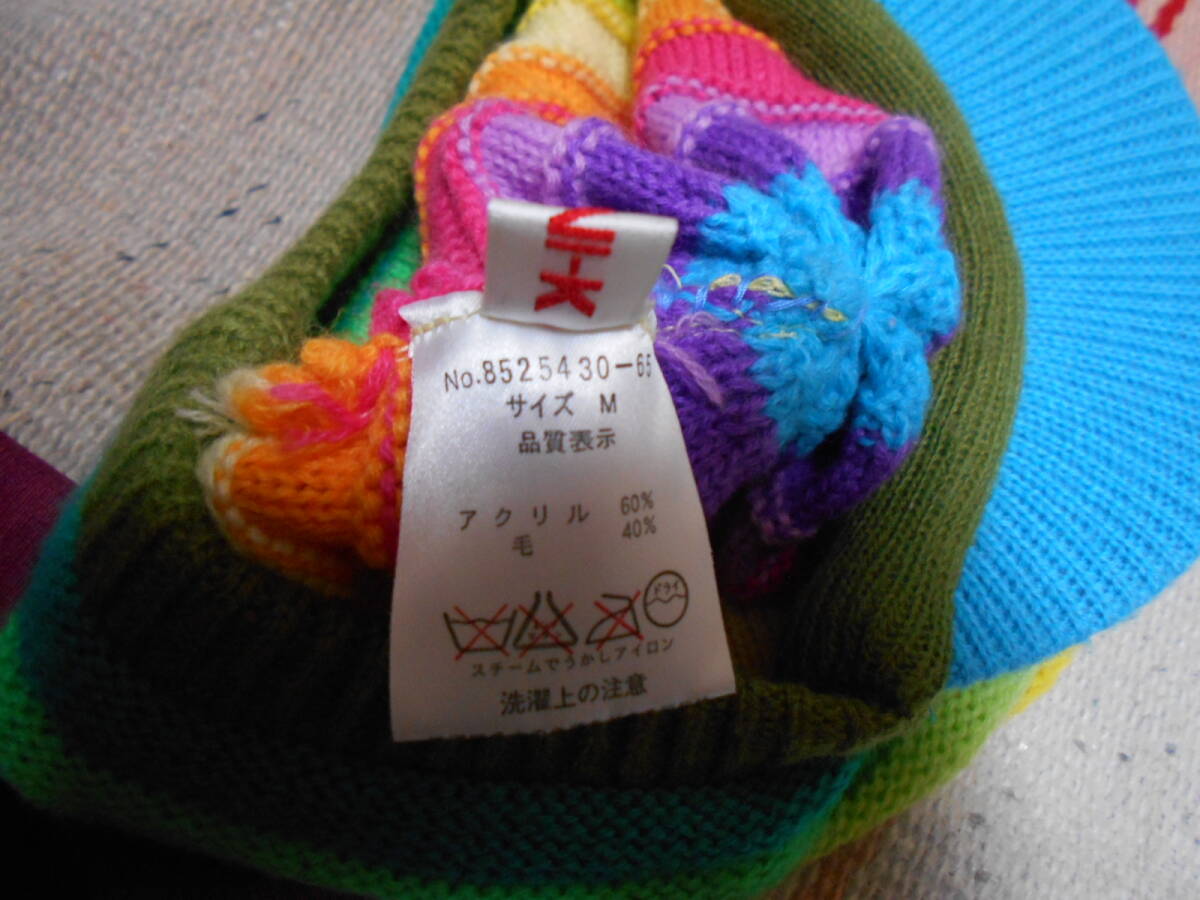 No.8525430-65
サイズ M
品質表示
アクリル 60%
毛 40%
ドライ
スチームでうかしアイロン
洗濯上の注意